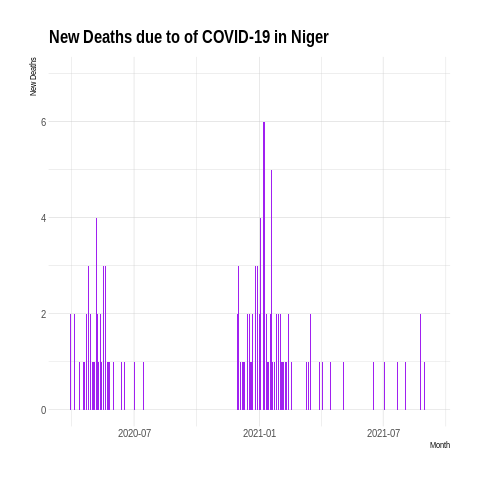 New Deaths due to of COVID-19 in Niger
New Deaths
6
4
2
0
2020-07
2021-01
2021-07
Month